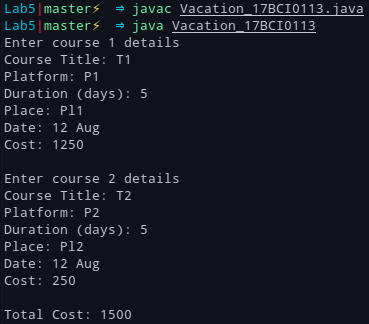 Lab5|master⚡ ⇒ javac Vacation_17BCI0113.java
Lab5|master⚡ ⇒ java Vacation_17BCI0113
Enter course 1 details
Course Title: T1
Platform: P1
Duration (days): 5
Place: Pl1
Date: 12 Aug
Cost: 1250

Enter course 2 details
Course Title: T2
Platform: P2
Duration (days): 5
Place: Pl2
Date: 12 Aug
Cost: 250

Total Cost: 1500